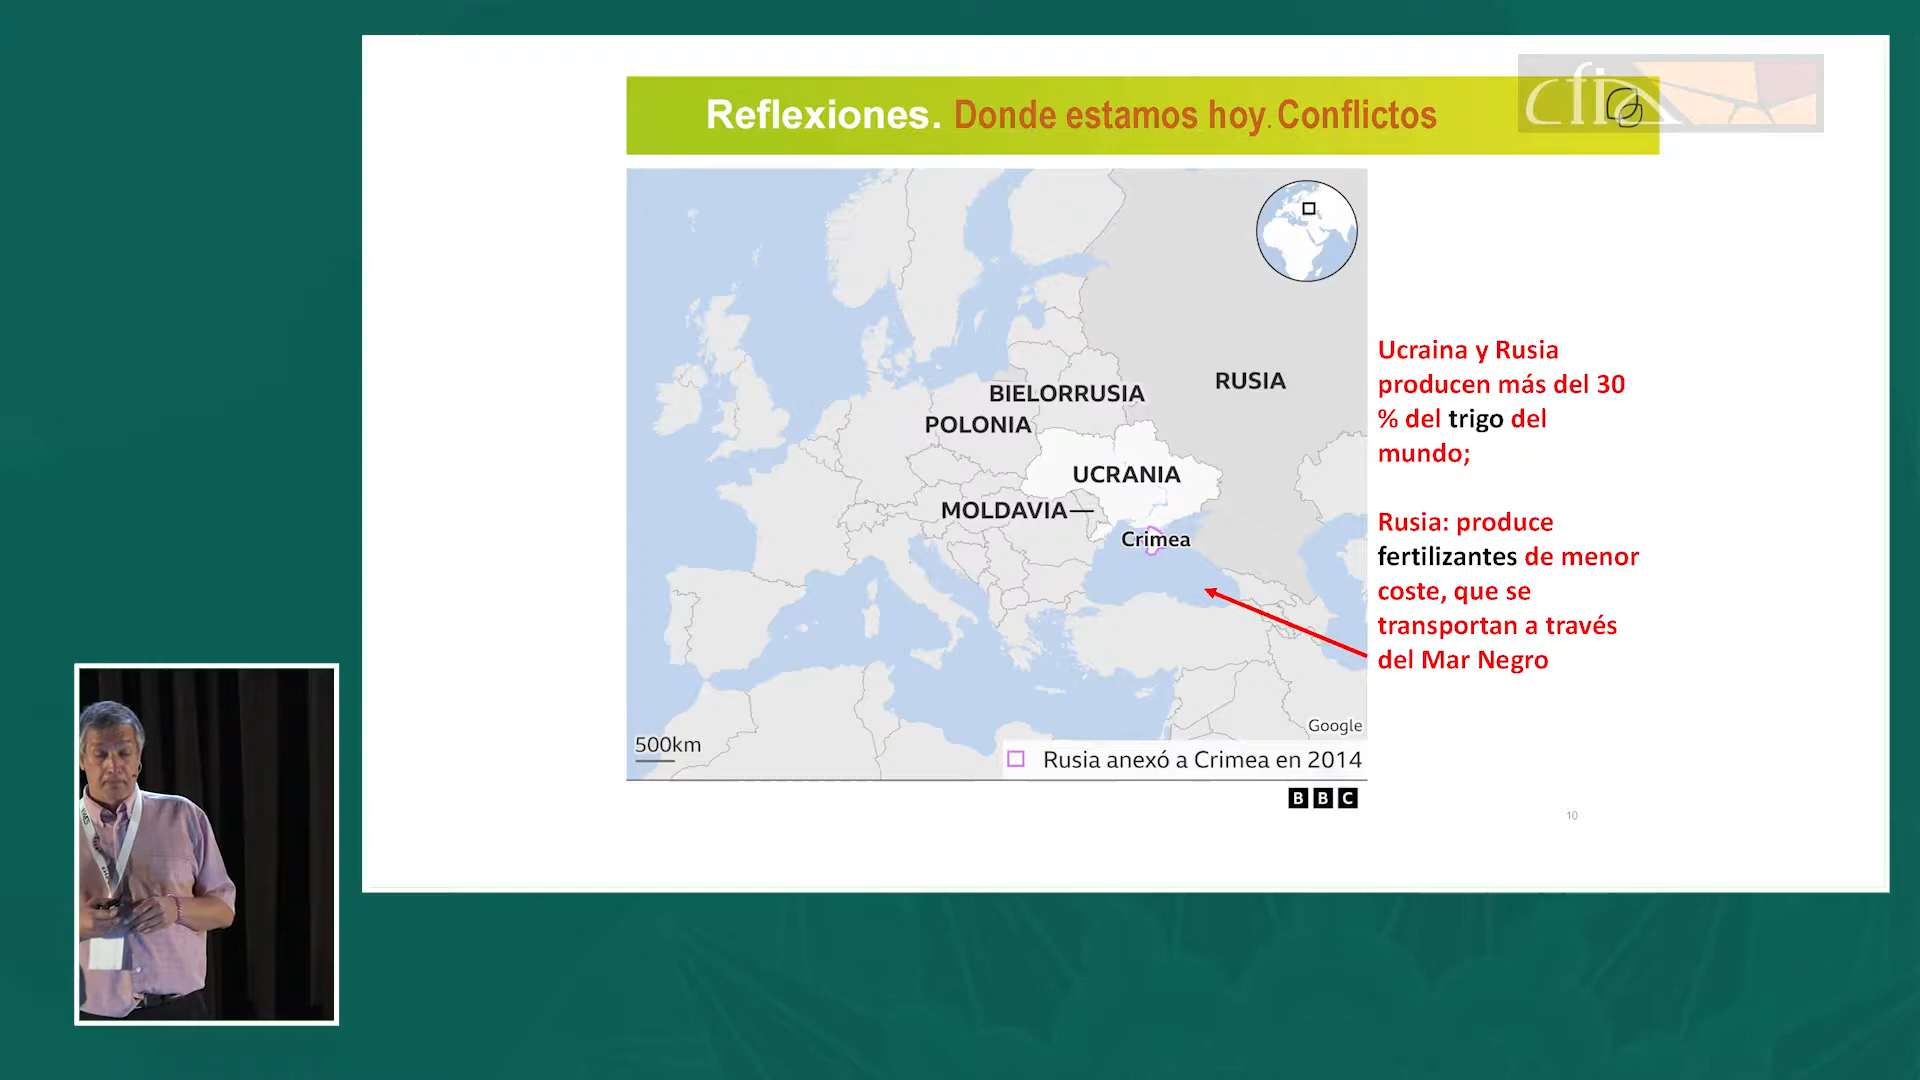 Reflexiones. Donde estamos hoy. Conflictos
cfia
RUSIA
BIELORRUSIA
POLONIA
UCRANIA
MOLDAVIA
Crimea
Ucraina y Rusia
producen más del 30
% del trigo del
mundo;
Rusia: produce
fertilizantes de menor
coste, que se
transportan a través
del Mar Negro
Google
500km
Rusia anexó a Crimea en 2014
BBC
10